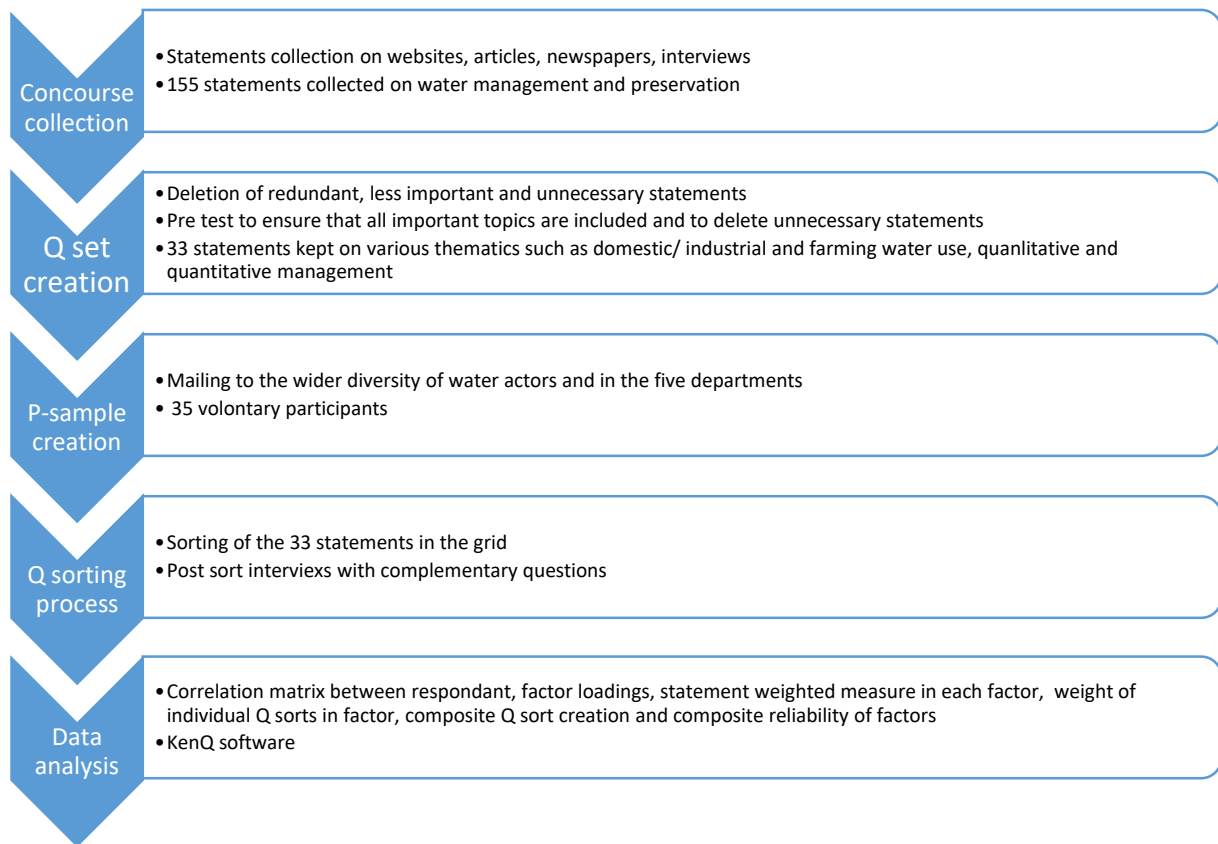 Concourse
collection
•Statements collection on websites, articles, newspapers, interviews
•155 statements collected on water management and preservation
Q set
creation
•Deletion of redundant, less important and unnecessary statements
•Pre test to ensure that all important topics are included and to delete unnecessary statements
•33 statements kept on various thematics such as domestic/ industrial and farming water use, quanlitative and
quantitative management
P-sample
creation
•Mailing to the wider diversity of water actors and in the five departments
• 35 volontary participants
Q sorting
process
•Sorting of the 33 statements in the grid
•Post sort interviexs with complementary questions
Data
analysis
•Correlation matrix between respondant, factor loadings, statement weighted measure in each factor,  weight of
individual Q sorts in factor, composite Q sort creation and composite reliability of factors
•KenQ software